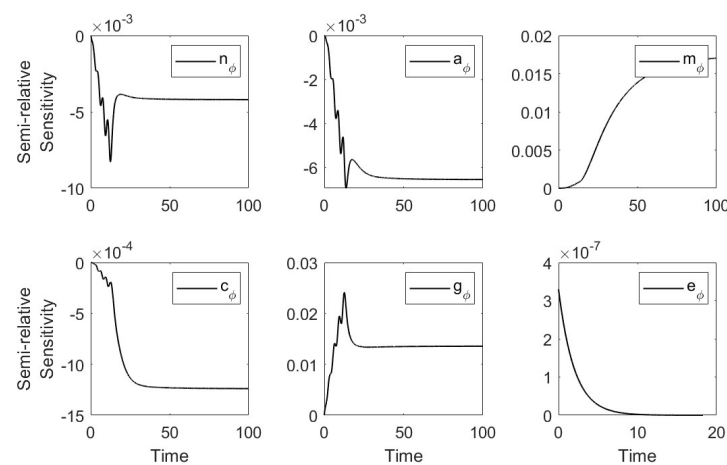 ×10⁻³
0
-5
-10
0 50 100
Semi-relative
Sensitivity
n_ϕ
×10⁻³
0
-2
-4
-6
0 50 100
a_ϕ
0.02
0.015
0.01
0.005
0
0 50 100
m_ϕ
×10⁻⁴
0
-5
-10
-15
0 50 100
Semi-relative
Sensitivity
Time
c_ϕ
0.03
0.02
0.01
0
0 50 100
Time
g_ϕ
×10⁻⁷
4
3
2
1
0
0 10 20
Time
e_ϕ